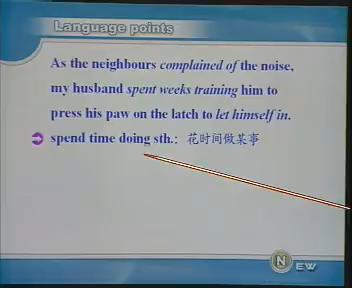 Language points
As the neighbours complained of the noise,
my husband spent weeks training him to
press his paw on the latch to let himself in.
spend time doing sth.: 花时间做某事
N EW